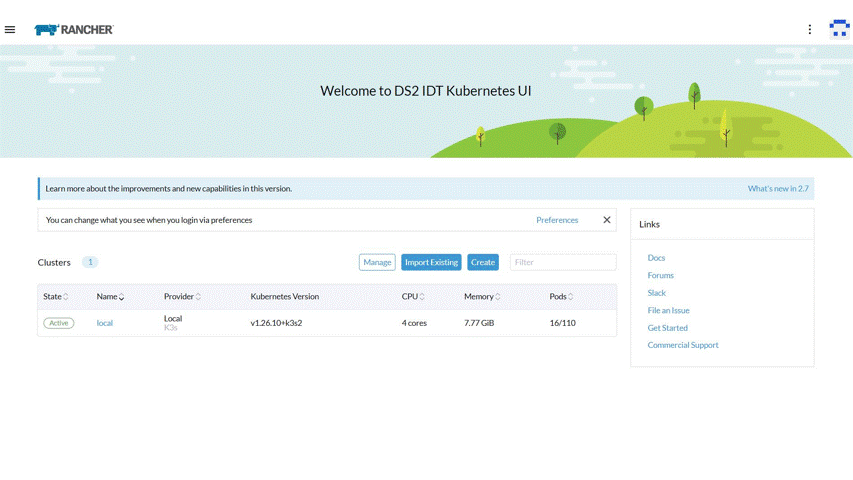 RANCHER
Welcome to DS2 IDT Kubernetes UI
Learn more about the improvements and new capabilities in this version.
What's new in 2.7
You can change what you see when you login via preferences
Preferences
Links
Clusters
1
Manage
Import Existing
Create
Filter
State
Name
Provider
Kubernetes Version
CPU
Memory
Pods
Active
local
Local
K3s
v1.26.10+k3s2
4 cores
7.77 GiB
16/110
Docs
Forums
Slack
File an Issue
Get Started
Commercial Support